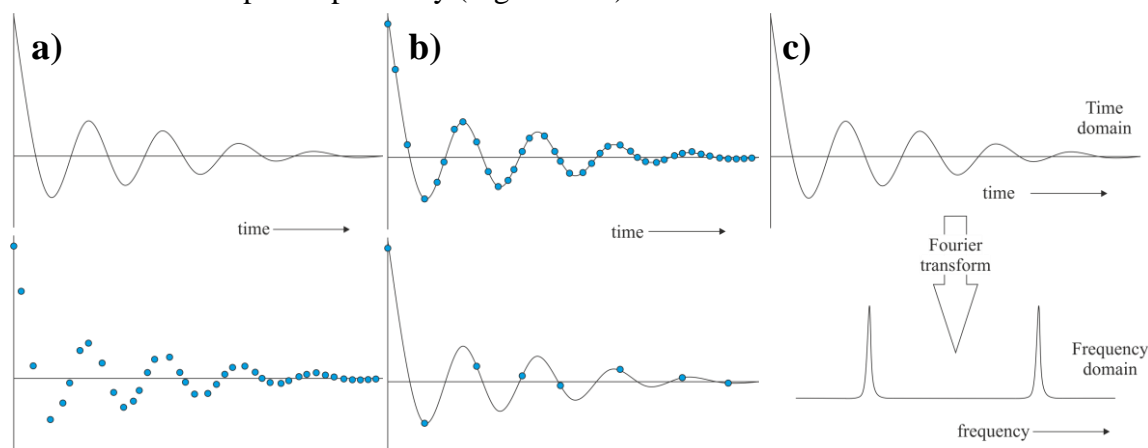 a)
b)
c)
Time
domain
time
time
time
Fourier
transform
Frequency
domain
frequency